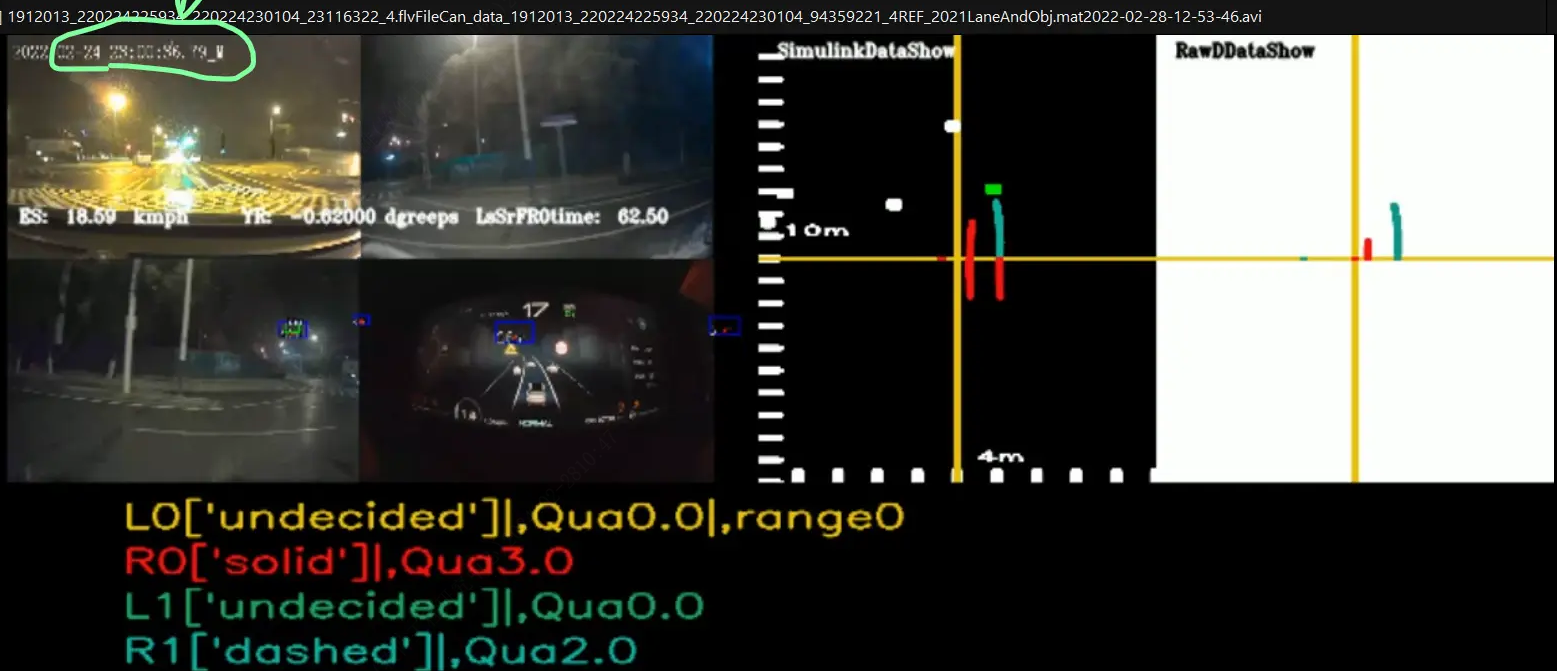 1912013_220224225934_220224230104_23116322_4.flvFileCan_data_1912013_220224225934_220224230104_94359221_4REF_2021LaneAndObj.mat2022-02-28-12-53-46.avi
2022-02-24 23:00:36.79_M
SimulinkDataShow
RawDDataShow
ES: 18.59 kmph YR: -0.62000 dgreeps LsSrFR0time: 62.50
10m
17
4m
NORMAL
L0['undecided']|,Qua0.0|,range0
R0['solid']|,Qua3.0
L1['undecided']|,Qua0.0
R1['dashed']|,Qua2.0